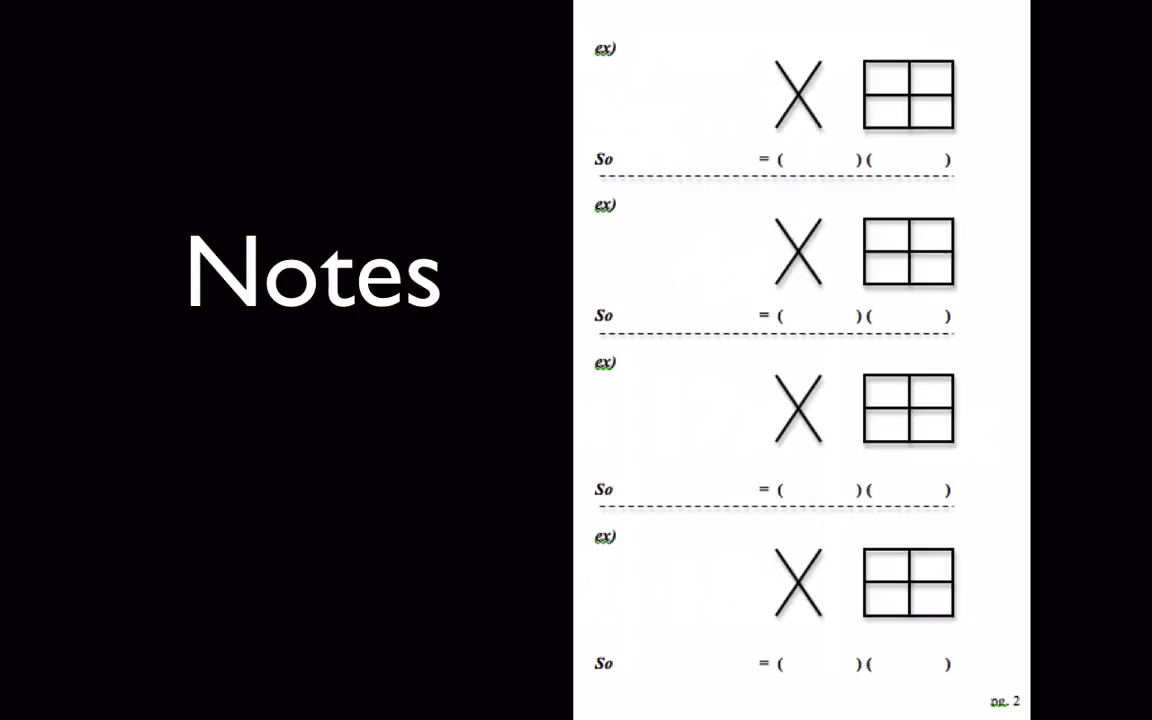 Notes
ex)
So = ( ) ( )
ex)
So = ( ) ( )
ex)
So = ( ) ( )
ex)
So = ( ) ( )
pg. 2